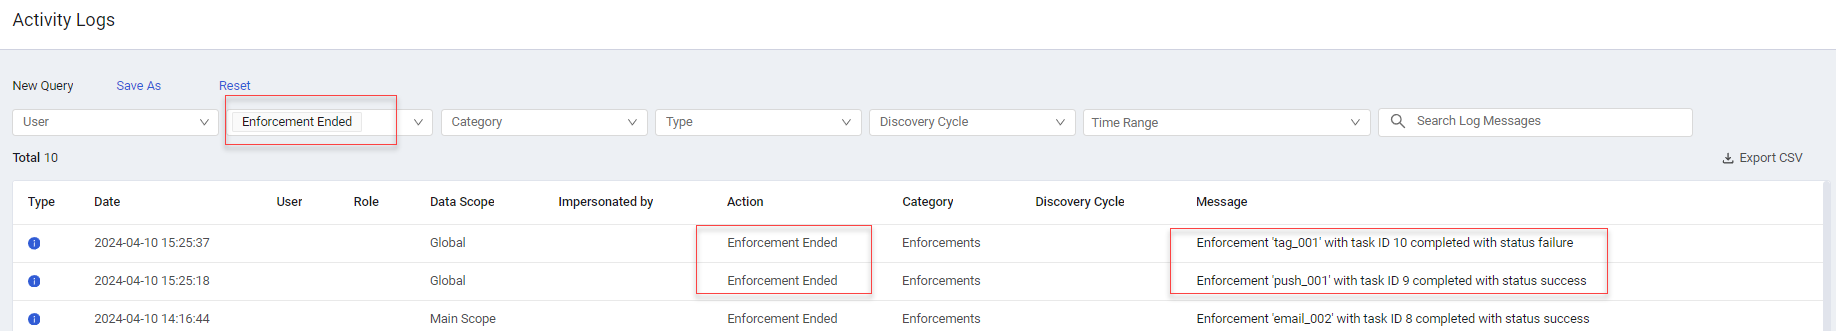 Activity Logs
New Query Save As Reset
User Enforcement Ended Category Type Discovery Cycle Time Range Search Log Messages
Total 10 Export CSV
Type Date User Role Data Scope Impersonated by Action Category Discovery Cycle Message
2024-04-10 15:25:37 Global Enforcement Ended Enforcements Enforcement 'tag_001' with task ID 10 completed with status failure
2024-04-10 15:25:18 Global Enforcement Ended Enforcements Enforcement 'push_001' with task ID 9 completed with status success
2024-04-10 14:16:44 Main Scope Enforcement Ended Enforcements Enforcement 'email_002' with task ID 8 completed with status success